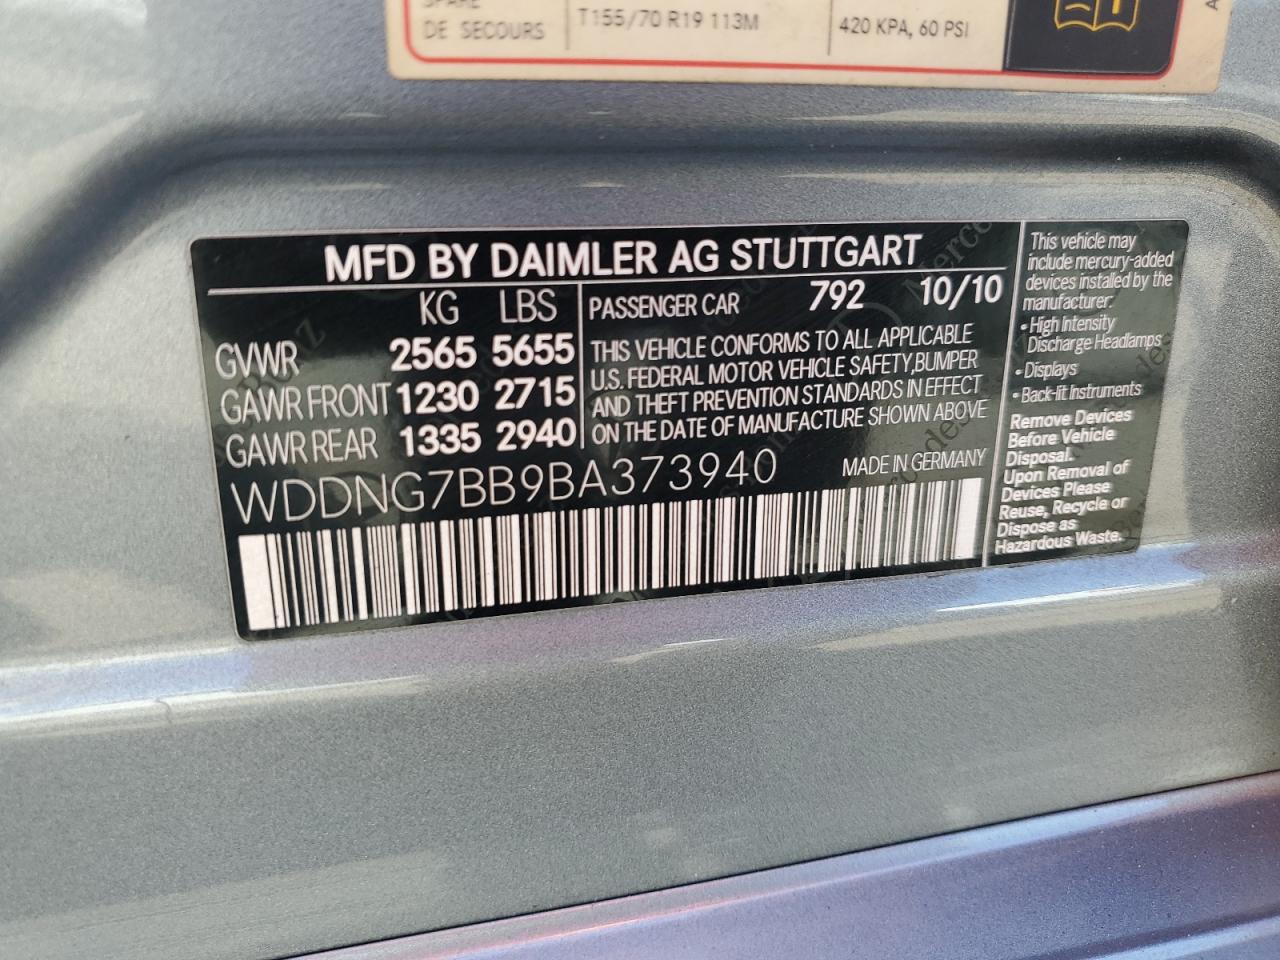 DE SECOURS T155/70 R19 113M 420 KPA, 60 PSI
MFD BY DAIMLER AG STUTTGART
KG LBS
GVWR 2565 5655
GAWR FRONT 1230 2715
GAWR REAR 1335 2940
PASSENGER CAR 792 10/10
THIS VEHICLE CONFORMS TO ALL APPLICABLE
U.S. FEDERAL MOTOR VEHICLE SAFETY, BUMPER
AND THEFT PREVENTION STANDARDS IN EFFECT
ON THE DATE OF MANUFACTURE SHOWN ABOVE
WDDNG7BB9BA373940 MADE IN GERMANY
This vehicle may
include mercury-added
devices installed by the
manufacturer:
• High Intensity
Discharge Headlamps
• Displays
• Back-lit Instruments
Remove Devices
Before Vehicle
Disposal.
Upon Removal of
Devices Please
Reuse, Recycle or
Dispose as
Hazardous Waste.